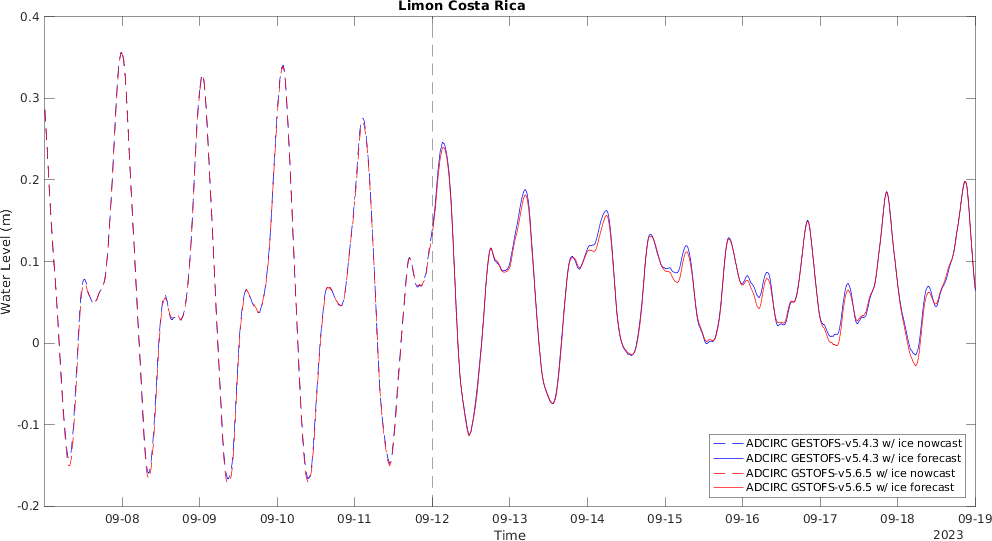 Limon Costa Rica
0.4
0.3
0.2
0.1
0
-0.1
-0.2
Water Level (m)
ADCIRC GESTOFS-v5.4.3 w/ ice nowcast
ADCIRC GESTOFS-v5.4.3 w/ ice forecast
ADCIRC GSTOFS-v5.6.5 w/ ice nowcast
ADCIRC GSTOFS-v5.6.5 w/ ice forecast
09-08 09-09 09-10 09-11 09-12 09-13 09-14 09-15 09-16 09-17 09-18 09-19
Time
2023